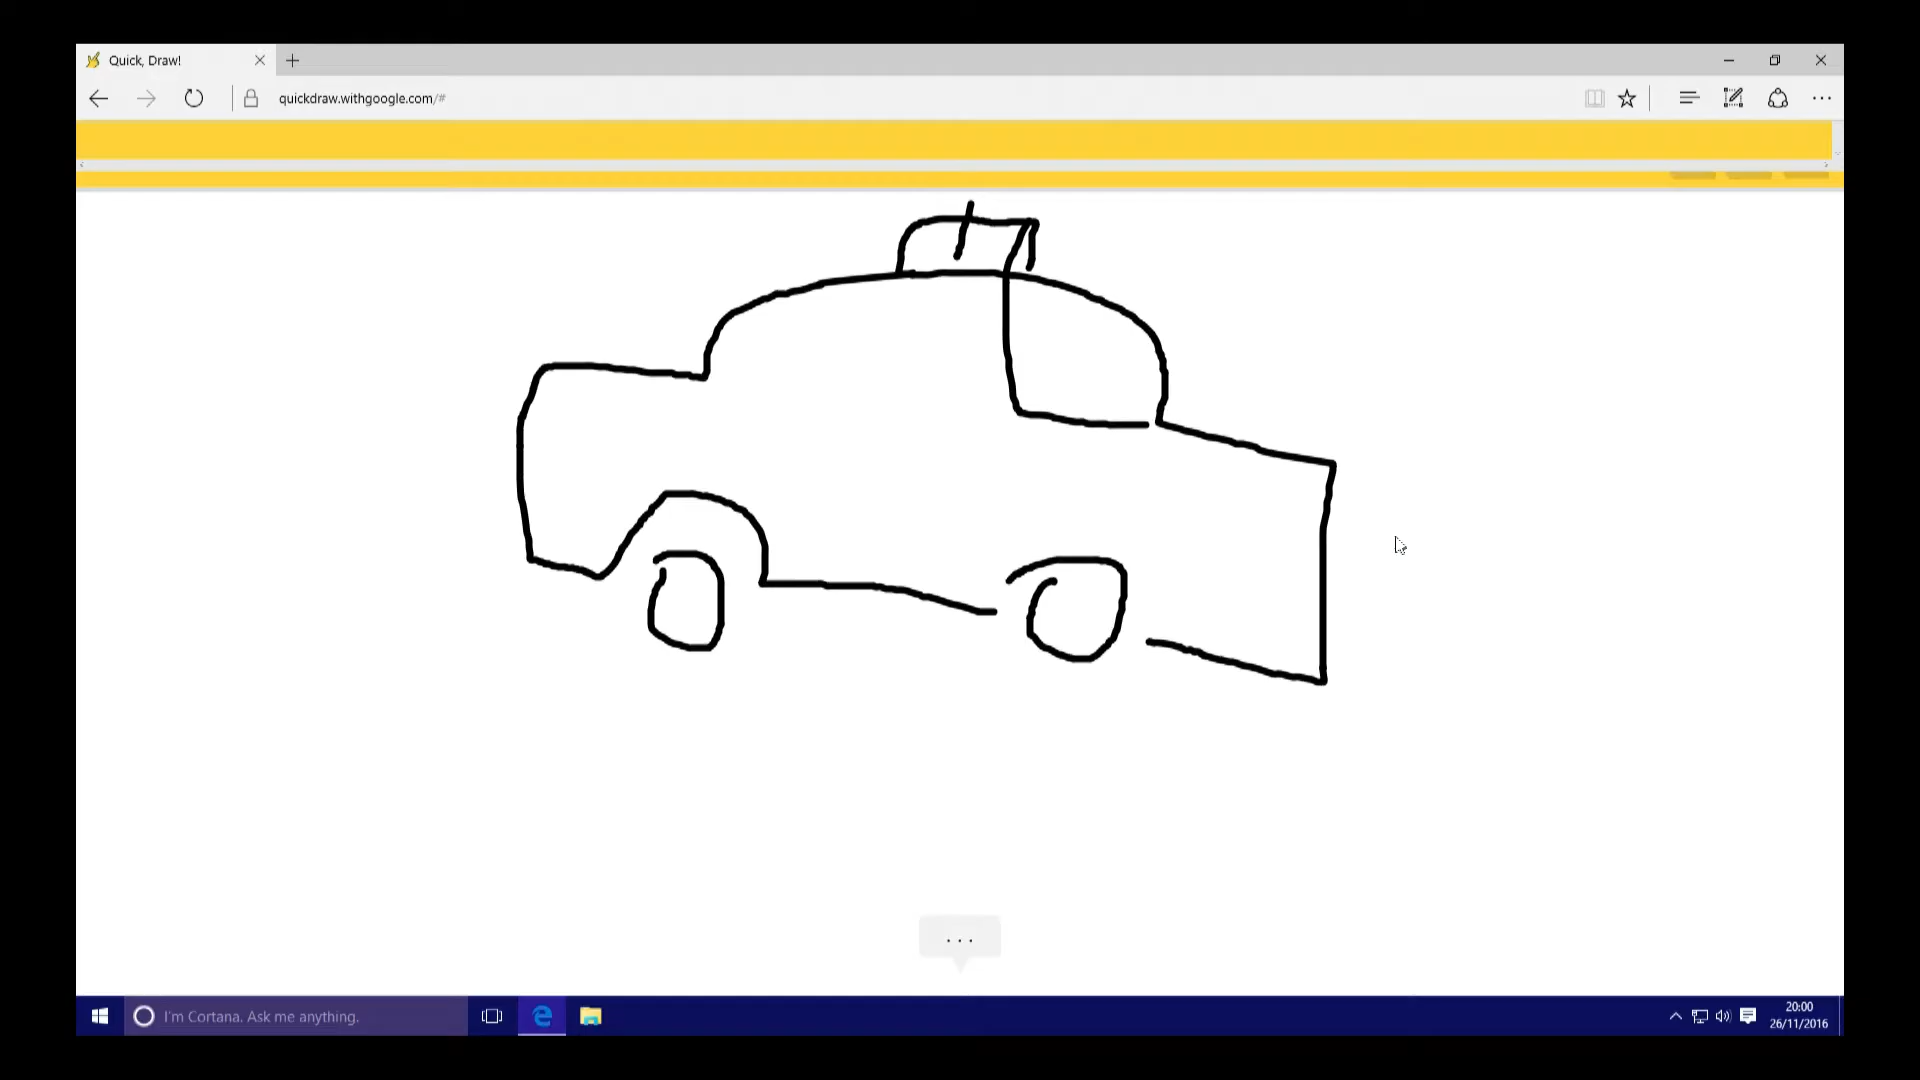 Quick, Draw!
quickdraw.withgoogle.com/#
...
I'm Cortana. Ask me anything.
20:00
26/11/2016